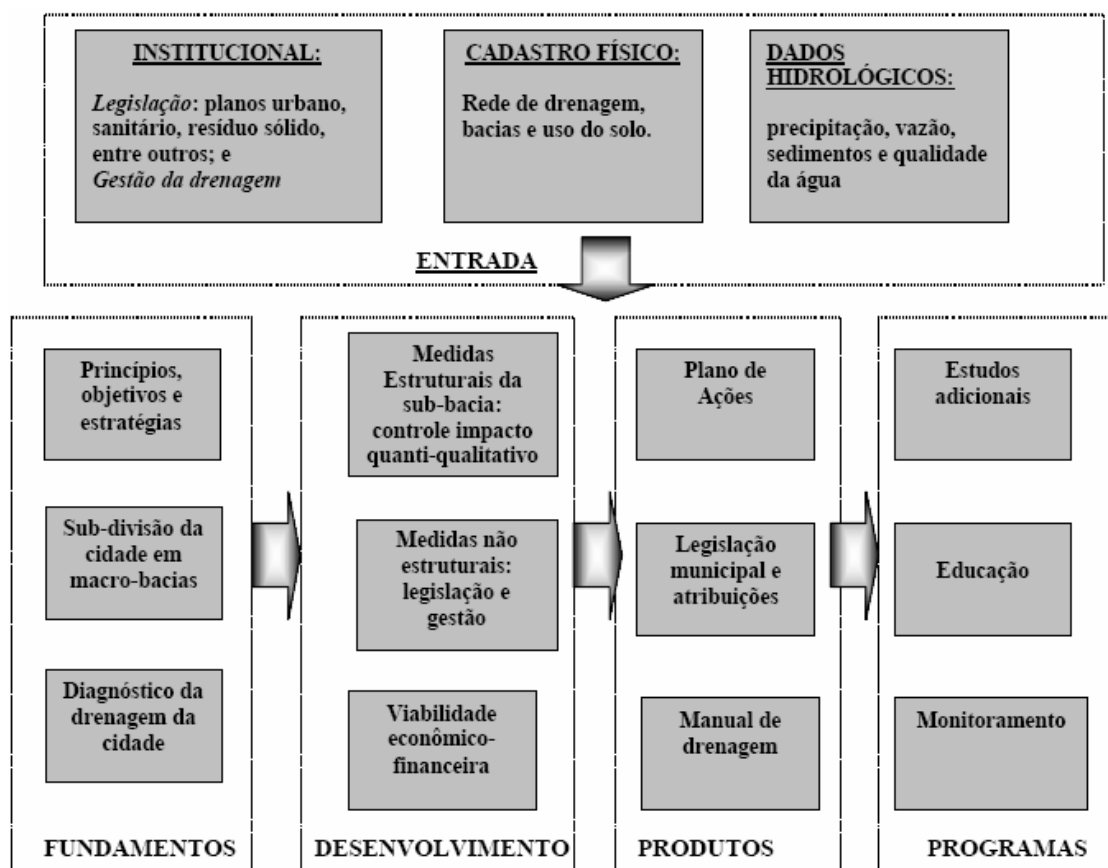 INSTITUCIONAL:
Legislação: planos urbano,
sanitário, resíduo sólido,
entre outros; e
Gestão da drenagem
CADASTRO FÍSICO:
Rede de drenagem,
bacias e uso do solo.
DADOS
HIDROLÓGICOS:
precipitação, vazão,
sedimentos e qualidade
da água
ENTRADA
Princípios,
objetivos e
estratégias
Sub-divisão da
cidade em
macro-bacias
Diagnóstico da
drenagem da
cidade
FUNDAMENTOS
Medidas
Estruturais da
sub-bacia:
controle impacto
quanti-qualitativo
Medidas não
estruturais:
legislação e
gestão
Viabilidade
econômico-
financeira
DESENVOLVIMENTO
Plano de
Ações
Legislação
municipal e
atribuições
Manual de
drenagem
PRODUTOS
Estudos
adicionais
Educação
Monitoramento
PROGRAMAS